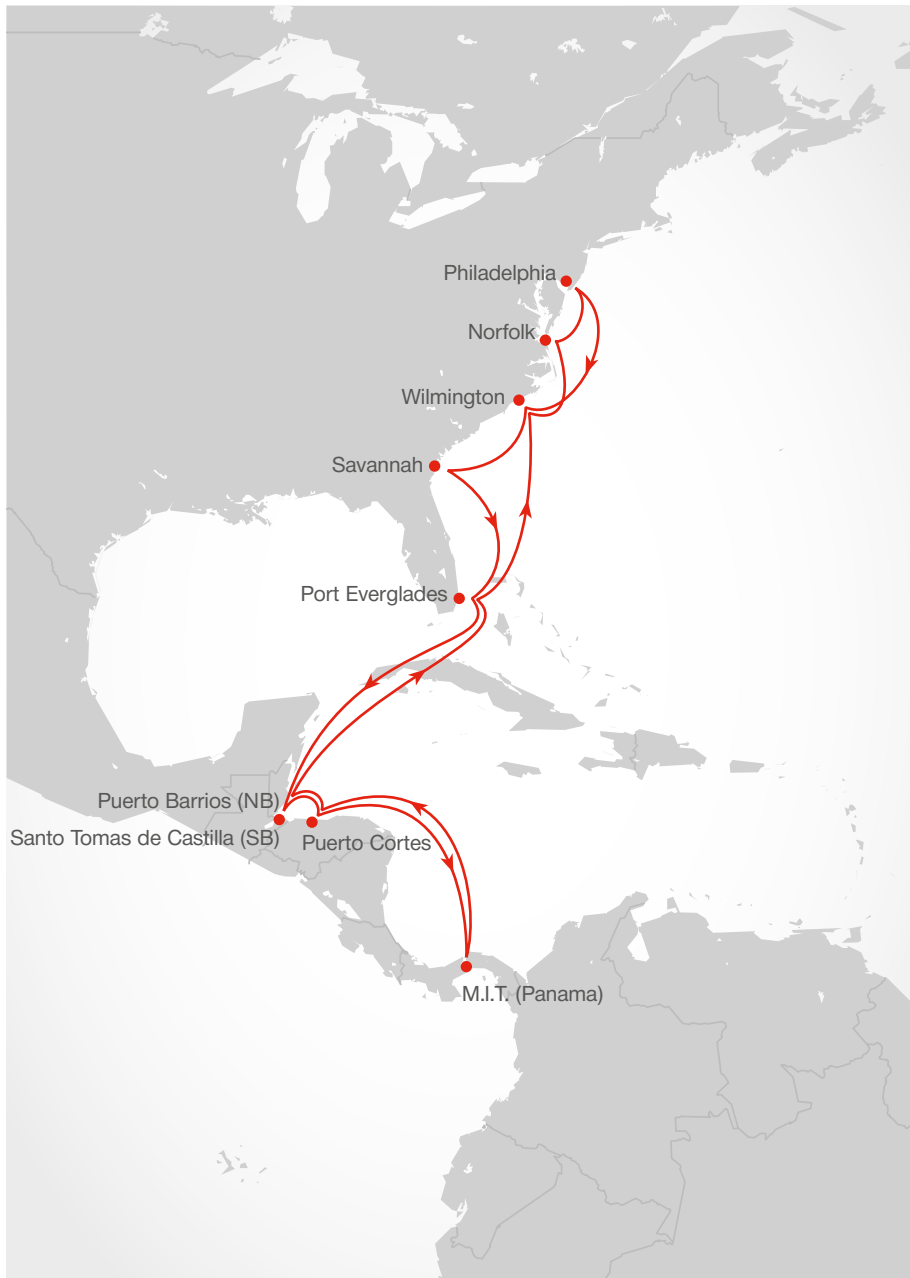 Philadelphia
Norfolk
Wilmington
Savannah
Port Everglades
Puerto Barrios (NB)
Santo Tomas de Castilla (SB)
Puerto Cortes
M.I.T. (Panama)